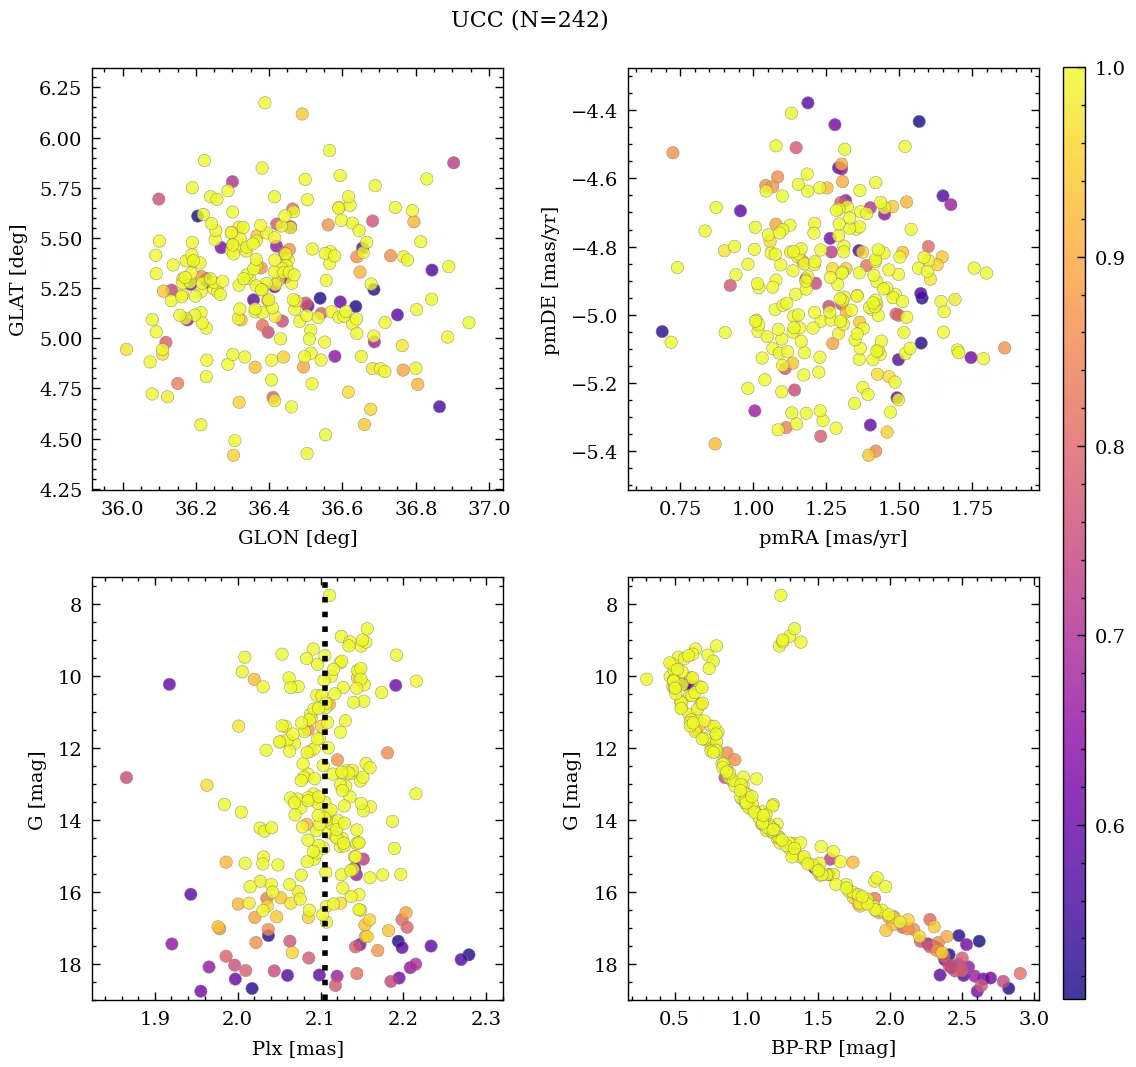 UCC (N=242)
6.25
6.00
5.75
5.50
5.25
5.00
4.75
4.50
4.25
GLAT [deg]
36.0 36.2 36.4 36.6 36.8 37.0
GLON [deg]
−4.4
−4.6
−4.8
−5.0
−5.2
−5.4
pmDE [mas/yr]
0.75 1.00 1.25 1.50 1.75
pmRA [mas/yr]
8
10
12
14
16
18
G [mag]
1.9 2.0 2.1 2.2 2.3
Plx [mas]
8
10
12
14
16
18
G [mag]
0.5 1.0 1.5 2.0 2.5 3.0
BP-RP [mag]
1.0
0.9
0.8
0.7
0.6